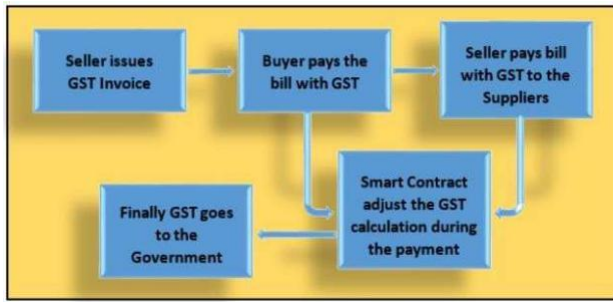 Seller issues
GST Invoice
Buyer pays the
bill with GST
Seller pays bill
with GST to the
Suppliers
Smart Contract
adjust the GST
calculation during
the payment
Finally GST goes
to the
Government